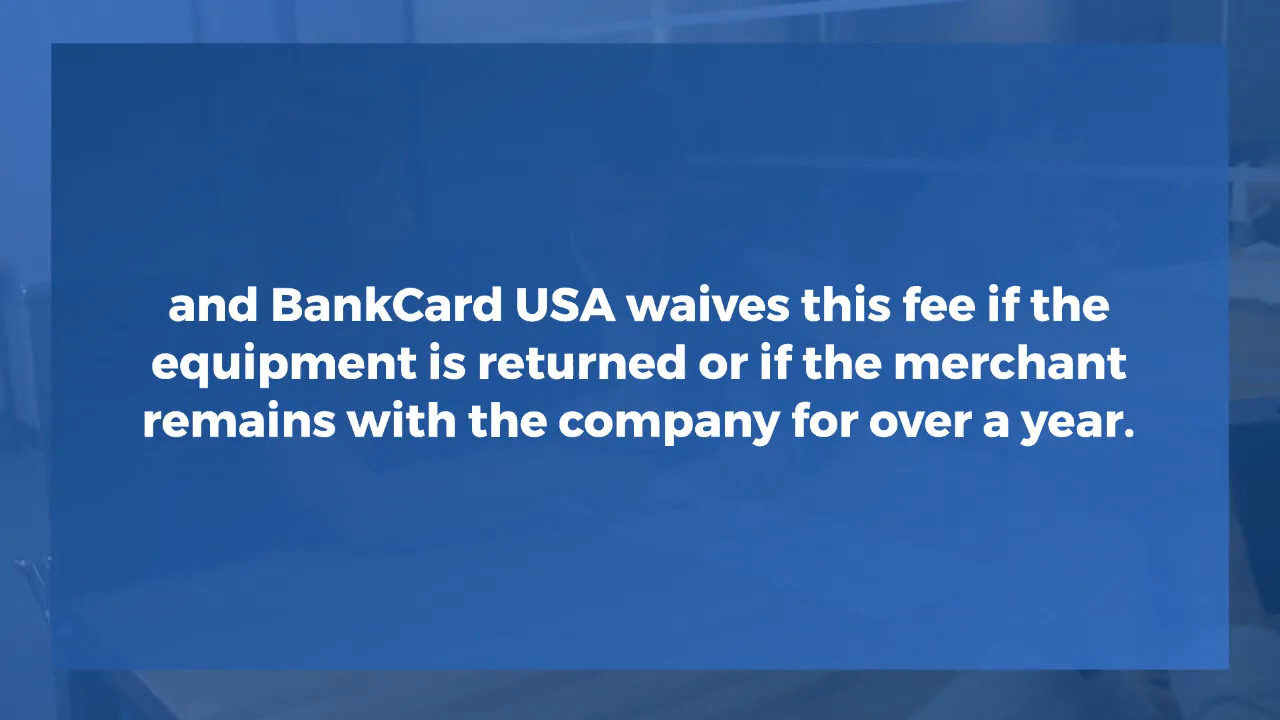 and BankCard USA waives this fee if the
equipment is returned or if the merchant
remains with the company for over a year.